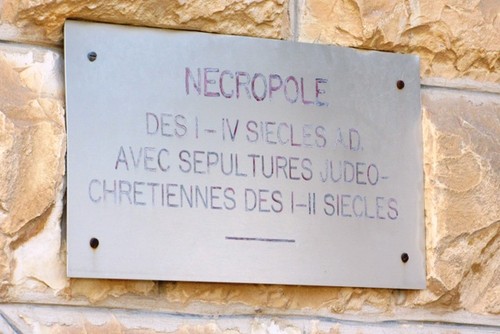 NECROPOLE
DES I-IV SIECLES A.D.
AVEC SEPULTURES JUDEO-
CHRETIENNES DES I-II SIECLES